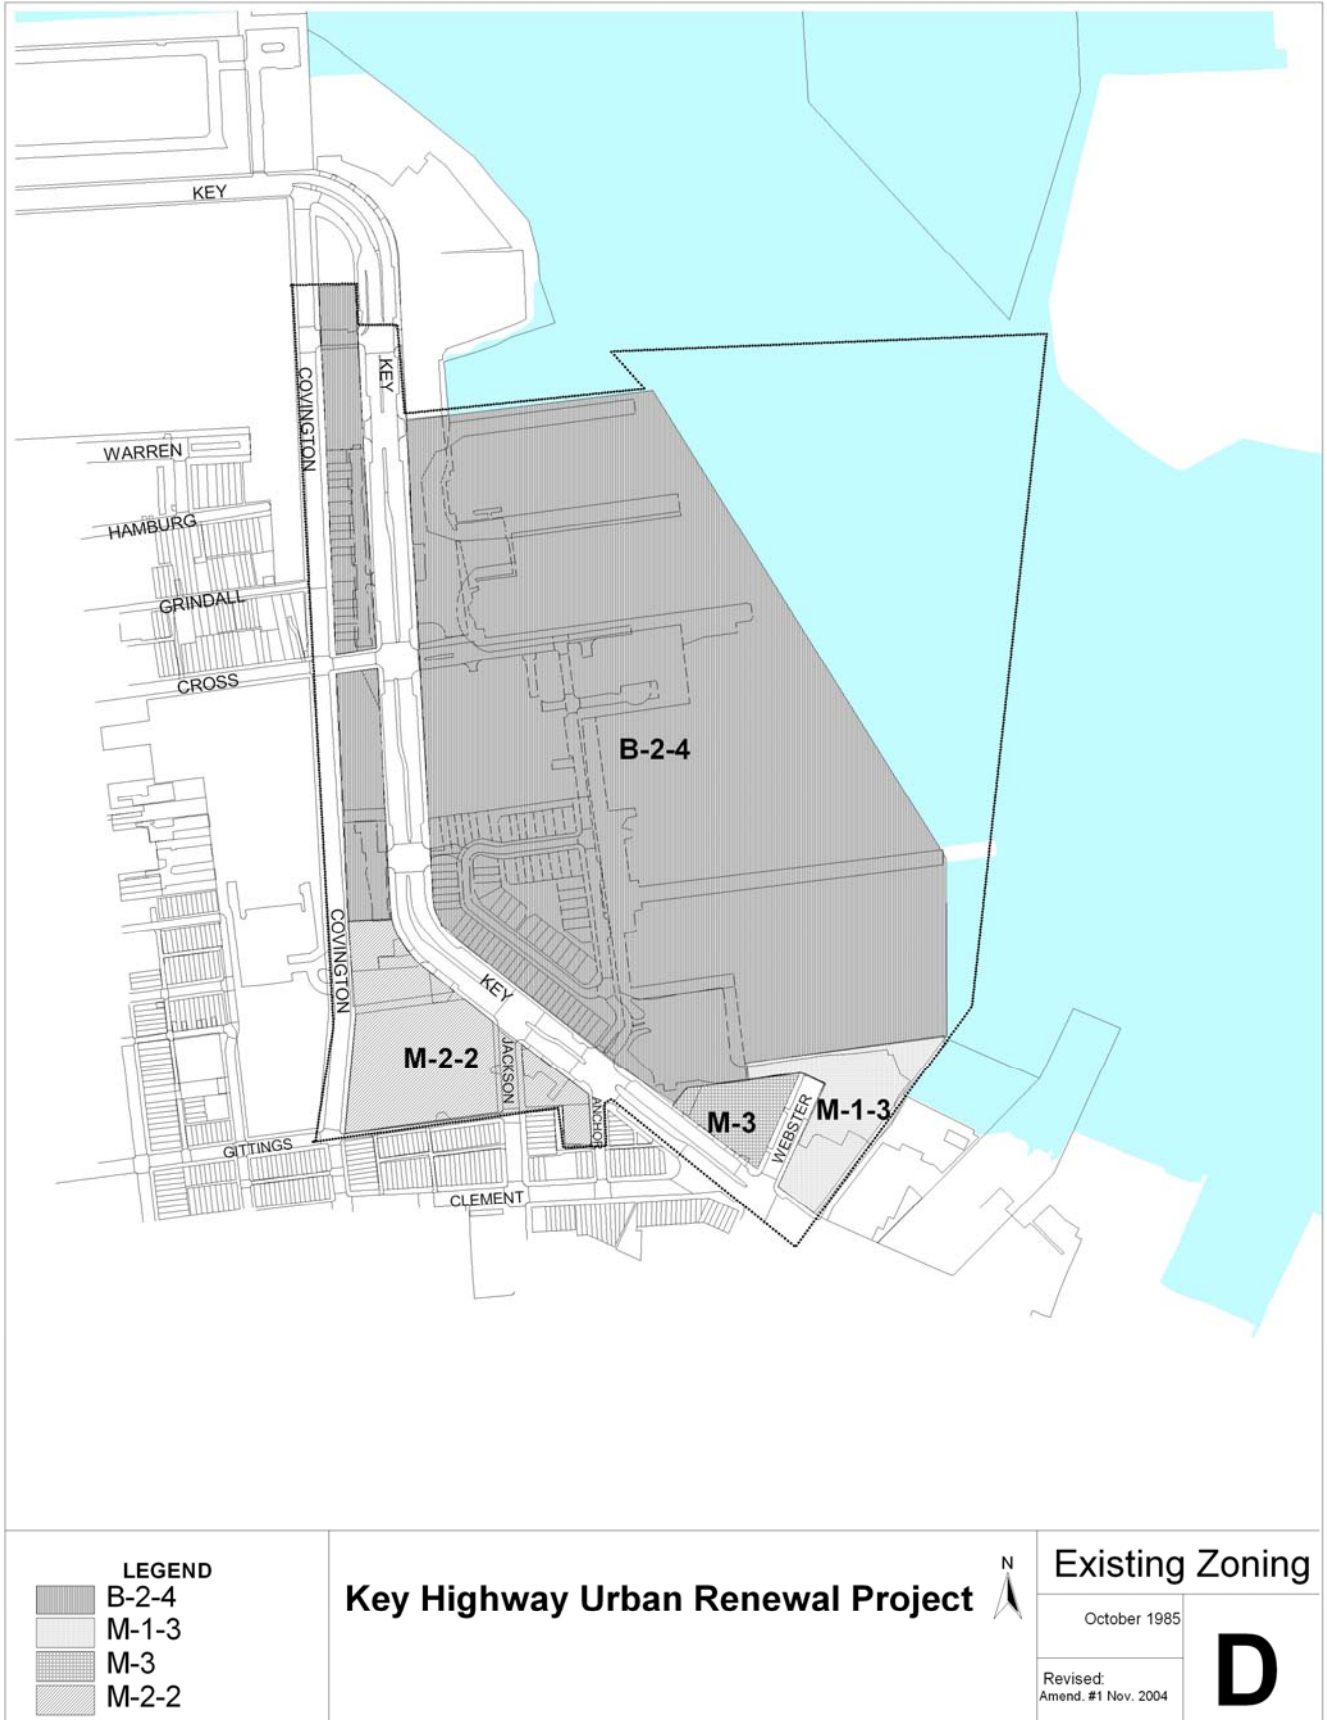 KEY
KEY
COVINGTON
WARREN
HAMBURG
GRINDALL
CROSS
B-2-4
COVINGTON
KEY
M-2-2
JACKSON
ANCHOR
M-3
WEBSTER
M-1-3
GITTINGS
CLEMENT
LEGEND
B-2-4
M-1-3
M-3
M-2-2
Key Highway Urban Renewal Project
N
Existing Zoning
October 1985
Revised:
Amend. #1 Nov. 2004
D